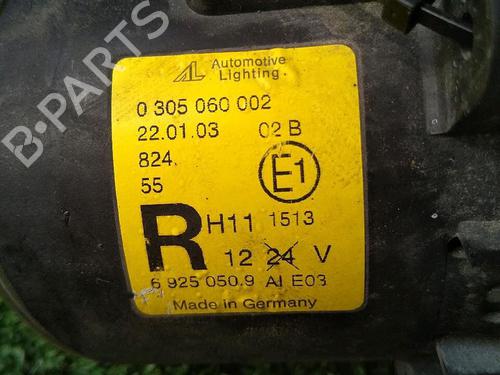 AL Automotive
Lighting
0 305 060 002
22.01.03 02 B
824.
55
E1
R H11 1513
12 24 V
6 925 050.9 AI E03
Made in Germany
B-PARTS